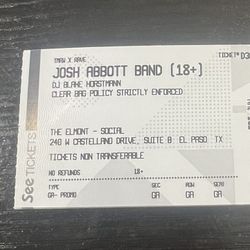 TMRW X RAVE
TICKET
JOSH ABBOTT BAND (18+)
DJ BLAKE HORSTMANN
CLEAR BAG POLICY STRICTLY ENFORCED
THE ELMONT - SOCIAL
240 W CASTELLANO DRIVE, SUITE B EL PASO TX
TICKETS NON TRANSFERABLE
NO REFUNDS 18+
TYPE SEC ROW SEAT
GA- PROMO GA GA GA
See TICKETS